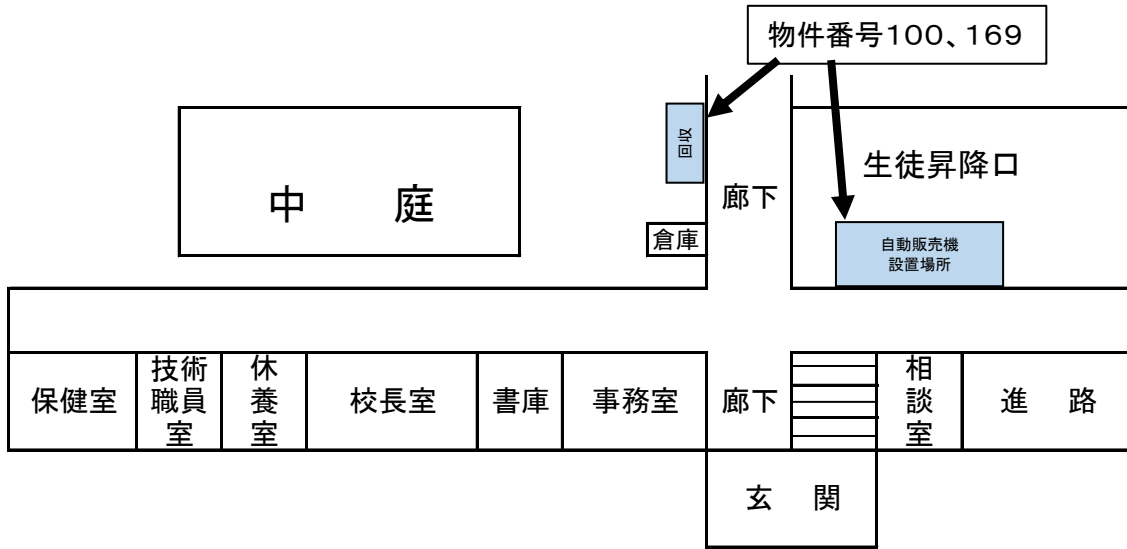 物件番号100、169
回収
生徒昇降口
廊下
中　庭
倉庫
自動販売機
設置場所
保健室
技術
職員
室
休
養
室
校長室
書庫
事務室
廊下
相
談
室
進　路
玄　関